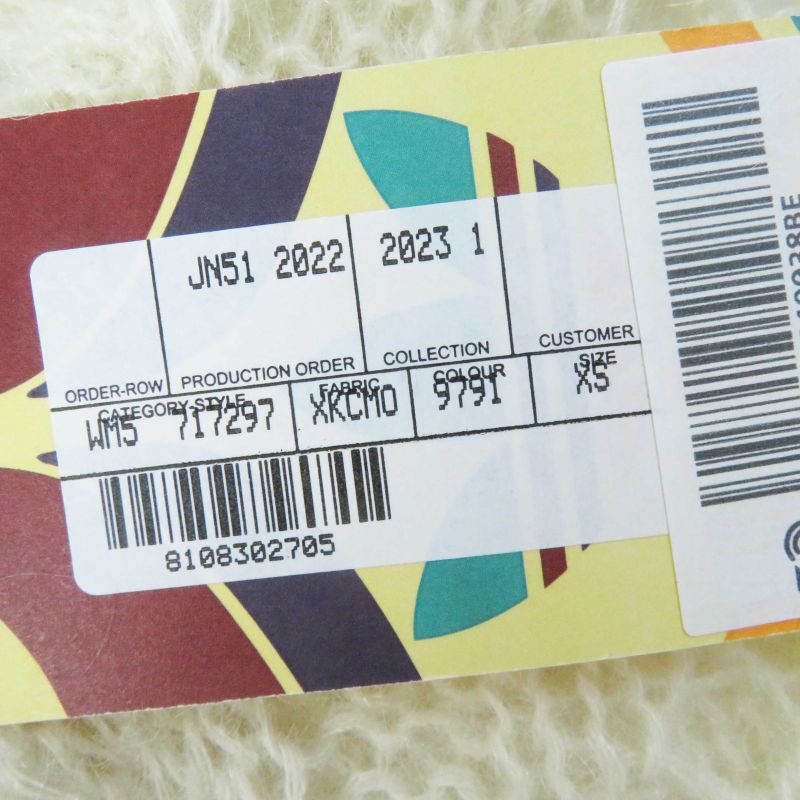 JN51 2022 2023 1
ORDER-ROW PRODUCTION ORDER COLLECTION CUSTOMER
CATEGORY-STYLE FABRIC COLOUR SIZE
WM5 717297 XKCMO 9791 XS
8108302705